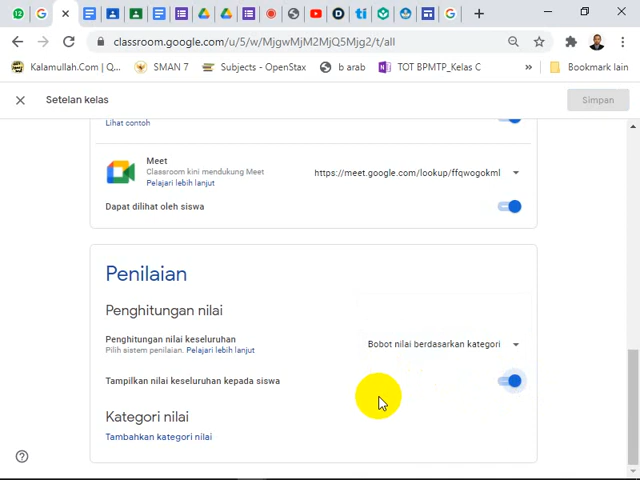 classroom.google.com/u/5/w/MjgwMjM2MjQ5Mjg2/t/all
Kalamullah.Com | Q...
SMAN 7
Subjects - OpenStax
b arab
TOT BPMTP_Kelas C
»
Bookmark lain
Setelan kelas
Simpan
Lihat contoh
Meet
Classroom kini mendukung Meet
Pelajari lebih lanjut
https://meet.google.com/lookup/ffqwogokml
Dapat dilihat oleh siswa
Penilaian
Penghitungan nilai
Penghitungan nilai keseluruhan
Pilih sistem penilaian. Pelajari lebih lanjut
Bobot nilai berdasarkan kategori
Tampilkan nilai keseluruhan kepada siswa
Kategori nilai
Tambahkan kategori nilai